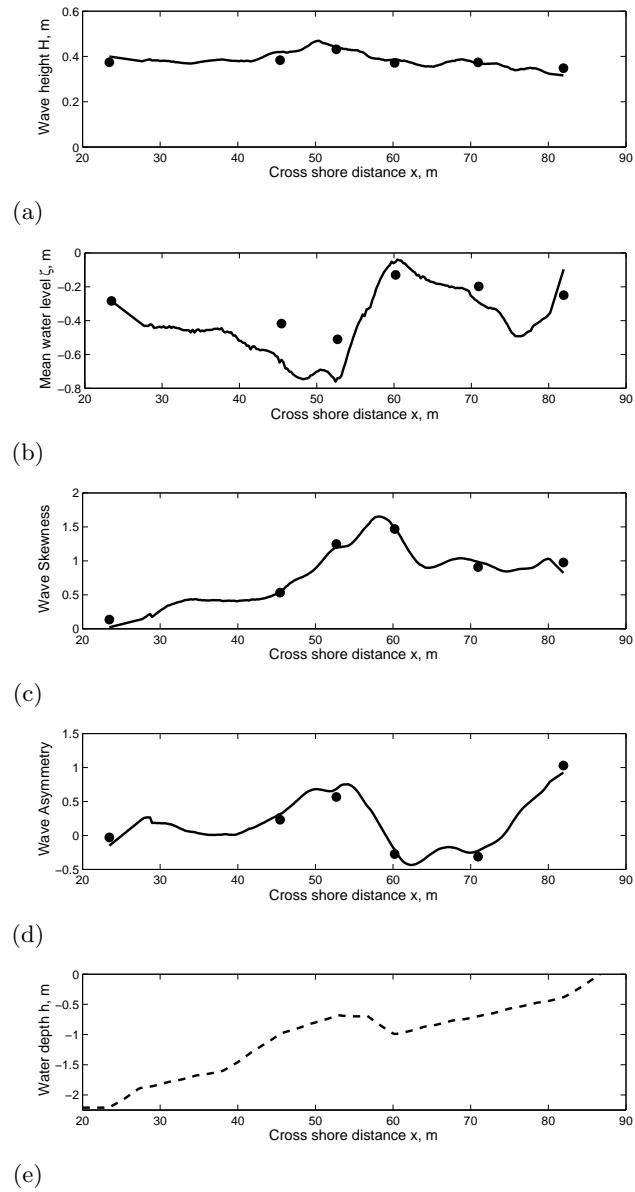 0.6
0.4
0.2
0
Wave height H, m
20 30 40 50 60 70 80 90
Cross shore distance x, m
(a)
0
−0.2
−0.4
−0.6
−0.8
Mean water level ζ, m
20 30 40 50 60 70 80 90
Cross shore distance x, m
(b)
2
1.5
1
0.5
0
Wave Skewness
20 30 40 50 60 70 80 90
Cross shore distance x, m
(c)
1.5
1
0.5
0
−0.5
Wave Asymmetry
20 30 40 50 60 70 80 90
Cross shore distance x, m
(d)
0
−0.5
−1
−1.5
−2
Water depth h, m
20 30 40 50 60 70 80 90
Cross shore distance x, m
(e)